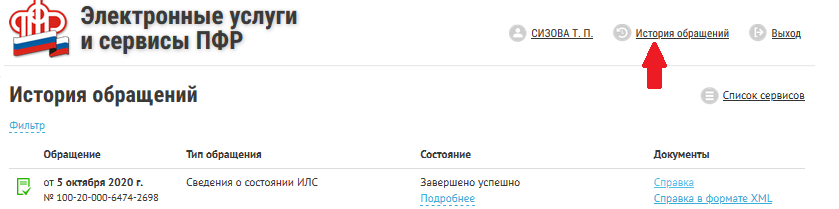 Электронные услуги
и сервисы ПФР
СИЗОВА Т. П. История обращений Выход
История обращений
Список сервисов
Фильтр
Обращение Тип обращения Состояние Документы
от 5 октября 2020 г. Сведения о состоянии ИЛС Завершено успешно Справка
№ 100-20-000-6474-2698 Подробнее Справка в формате XML